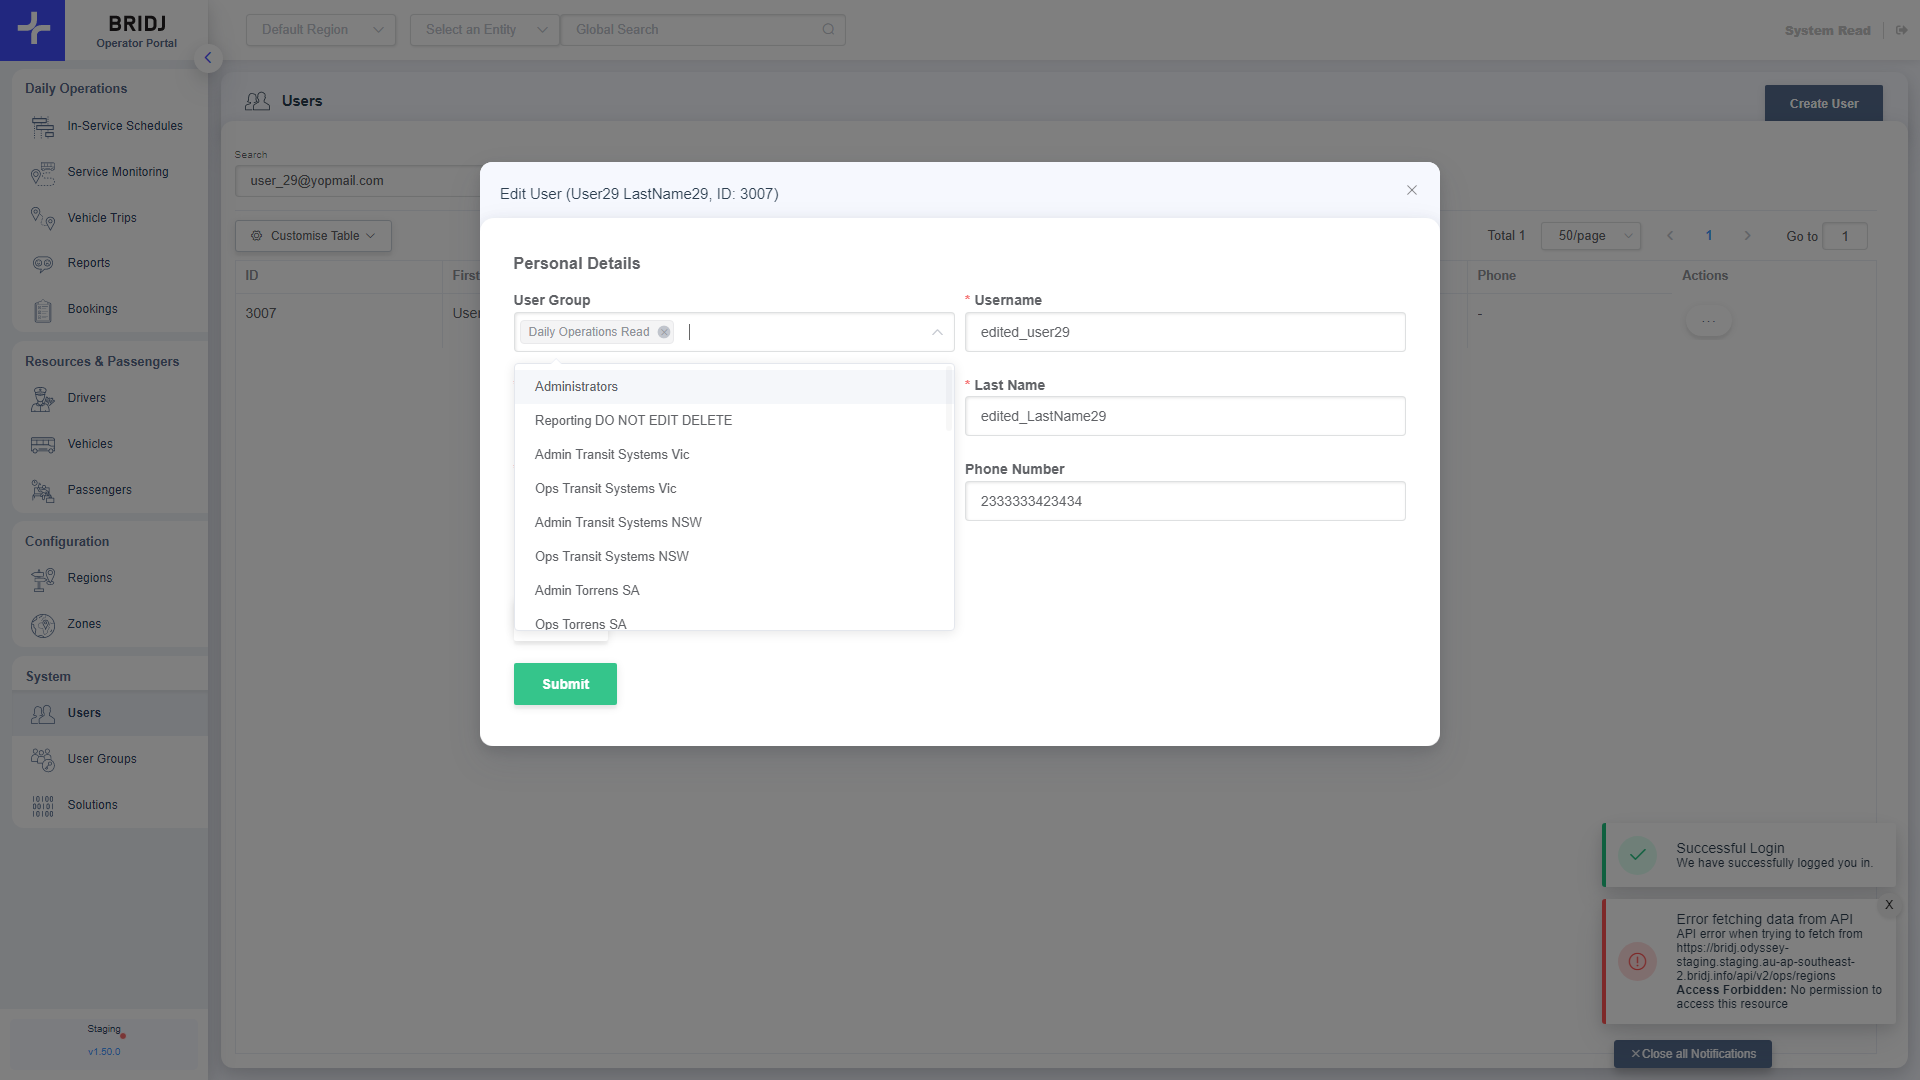 BRIDJ
Operator Portal
Default Region
Select an Entity
Global Search
System Read
Daily Operations
In-Service Schedules
Service Monitoring
Vehicle Trips
Reports
Bookings
Resources & Passengers
Drivers
Vehicles
Passengers
Configuration
Regions
Zones
System
Users
User Groups
Solutions
Staging
v1.50.0
Users
Create User
Search
user_29@yopmail.com
Customise Table
Total 1
50/page
1
Go to
1
ID
First
Phone
Actions
3007
User
-
...
Edit User (User29 LastName29, ID: 3007)
Personal Details
User Group
Daily Operations Read
* Username
edited_user29
Administrators
Reporting DO NOT EDIT DELETE
Admin Transit Systems Vic
Ops Transit Systems Vic
Admin Transit Systems NSW
Ops Transit Systems NSW
Admin Torrens SA
Ops Torrens SA
* Last Name
edited_LastName29
Phone Number
2333333423434
Submit
Successful Login
We have successfully logged you in.
X
Error fetching data from API
API error when trying to fetch from
https://bridj.odyssey-
staging.staging.au-ap-southeast-
2.bridj.info/api/v2/ops/regions
Access Forbidden: No permission to
access this resource
Close all Notifications